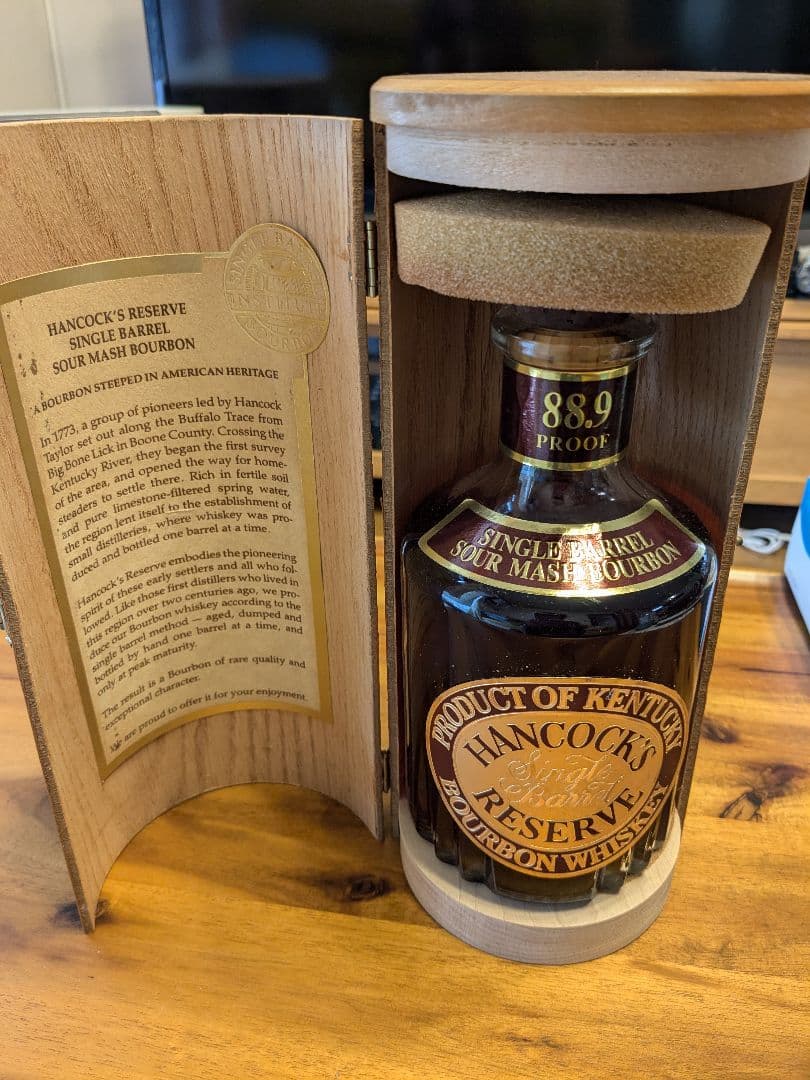 HANCOCK'S RESERVE
SINGLE BARREL
SOUR MASH BOURBON
A BOURBON STEEPED IN AMERICAN HERITAGE
In 1773, a group of pioneers led by Hancock
Taylor set out along the Buffalo Trace from
Big Bone Lick in Boone County. Crossing the
Kentucky River, they began the first survey
of the area, and opened the way for home-
steaders to settle there. Rich in fertile soil
and pure limestone-filtered spring water,
the region lent itself to the establishment of
small distilleries, where whiskey was pro-
duced and bottled one barrel at a time.
Hancock's Reserve embodies the pioneering
spirit of these early settlers and all who fol-
lowed. Like those first distillers who lived in
this region over two centuries ago, we pro-
duce our Bourbon whiskey according to the
single barrel method — aged, dumped and
bottled by hand one barrel at a time, and
only at peak maturity.
The result is a Bourbon of rare quality and
exceptional character.
We are proud to offer it for your enjoyment.
SINGLE BARREL
BOURBON
88.9
PROOF
SINGLE BARREL
SOUR MASH BOURBON
PRODUCT OF KENTUCKY
HANCOCK'S
Single
Barrel
RESERVE
BOURBON WHISKEY